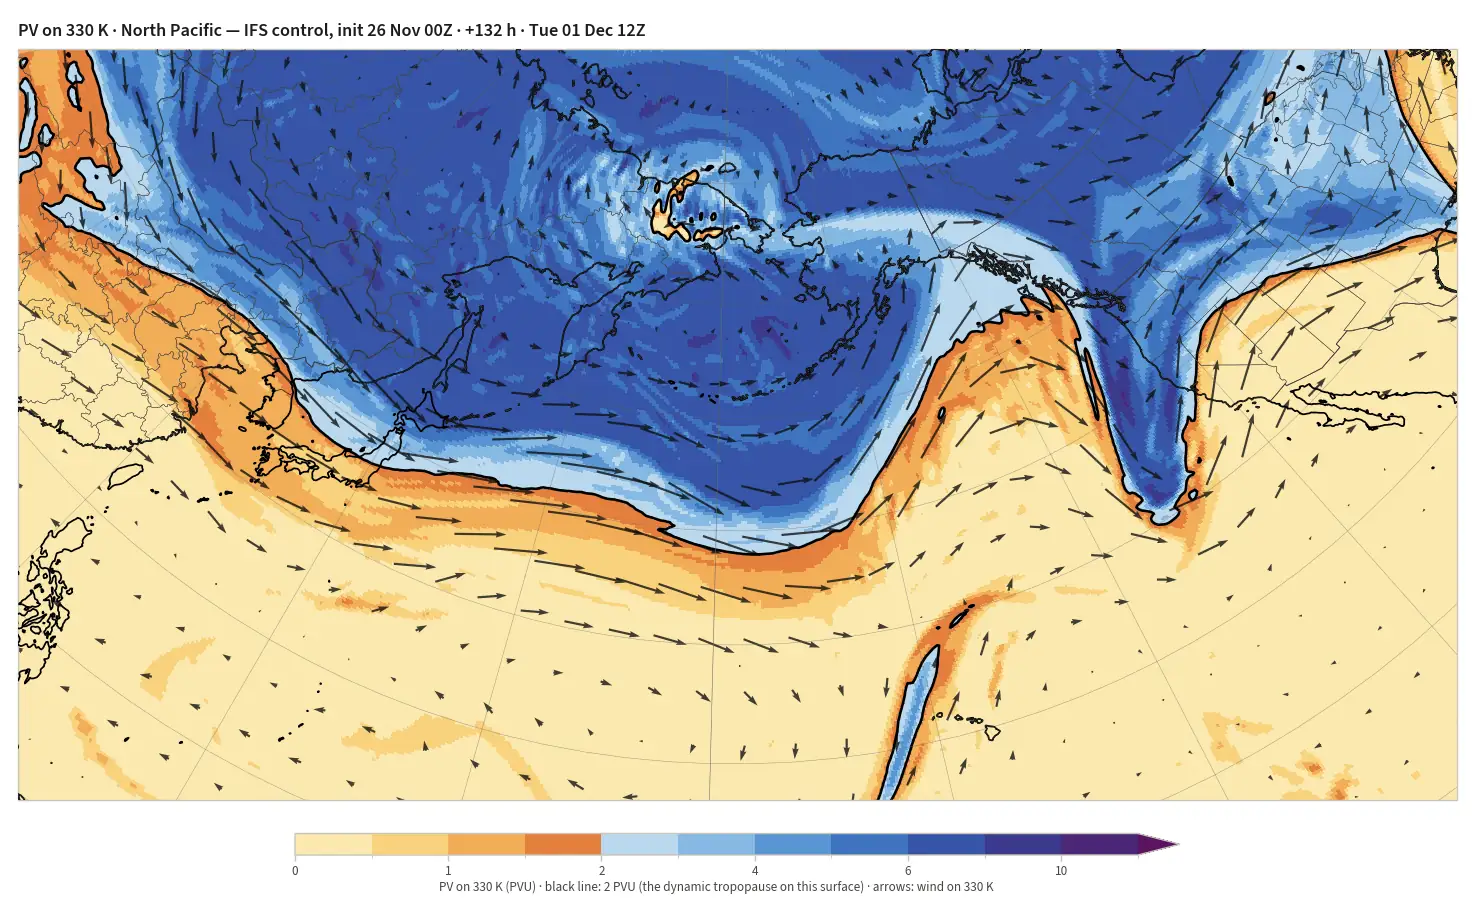 PV on 330 K · North Pacific — IFS control, init 26 Nov 00Z · +132 h · Tue 01 Dec 12Z
0 1 2 4 6 10
PV on 330 K (PVU) · black line: 2 PVU (the dynamic tropopause on this surface) · arrows: wind on 330 K